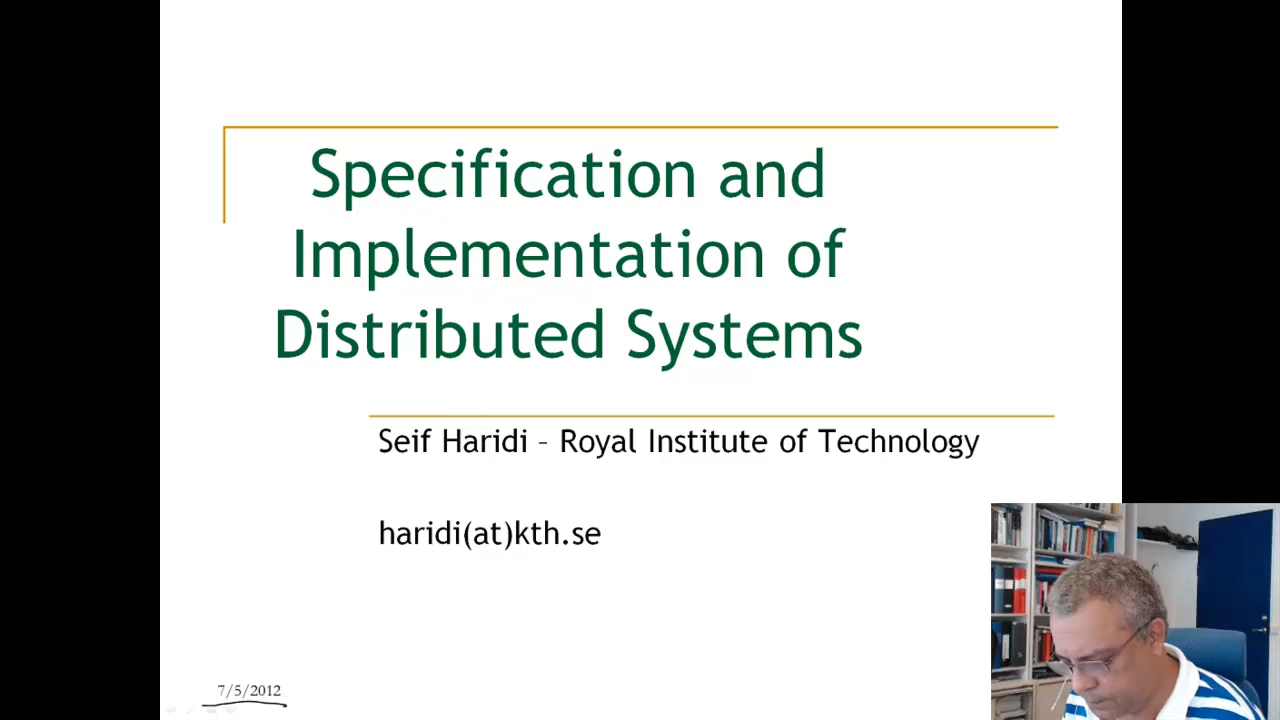 Specification and
Implementation of
Distributed Systems
Seif Haridi – Royal Institute of Technology
haridi(at)kth.se
7/5/2012